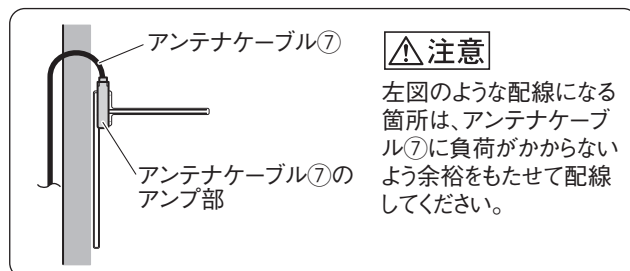 アンテナケーブル⑦
アンテナケーブル⑦の
アンプ部
注意
左図のような配線になる
箇所は、アンテナケーブ
ル⑦に負荷がかからない
よう余裕をもたせて配線
してください。